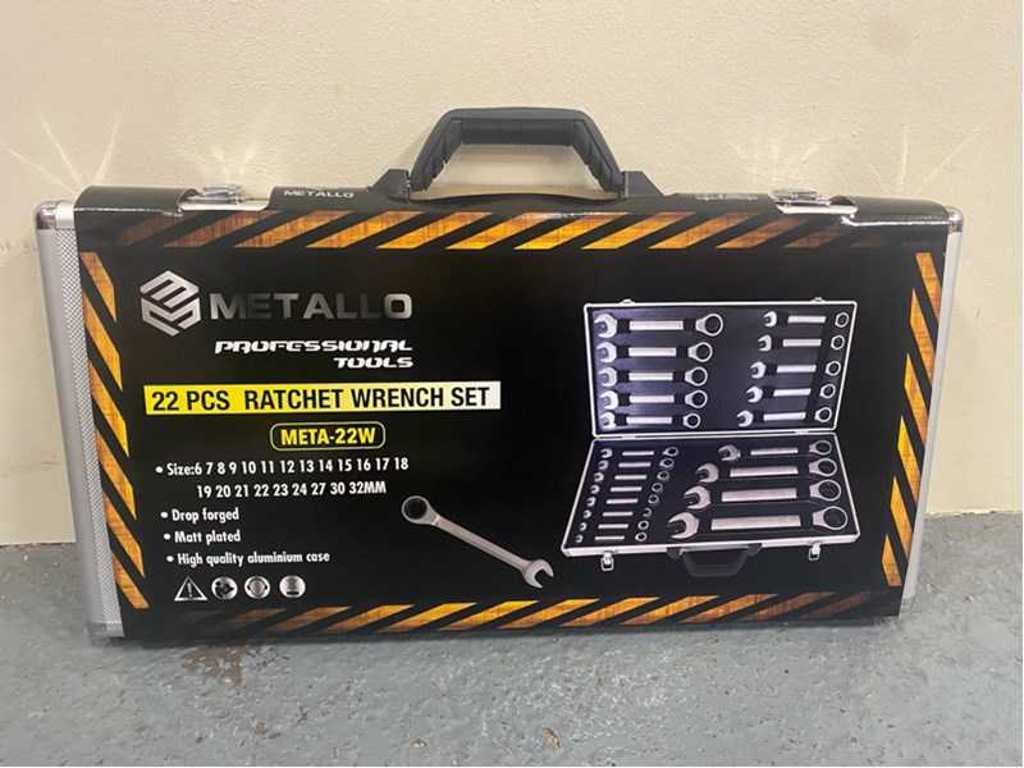 METALLO
METALLO
PROFESSIONAL
TOOLS
22 PCS RATCHET WRENCH SET
META-22W
• Size:6 7 8 9 10 11 12 13 14 15 16 17 18
19 20 21 22 23 24 27 30 32MM
• Drop forged
• Matt plated
• High quality aluminium case